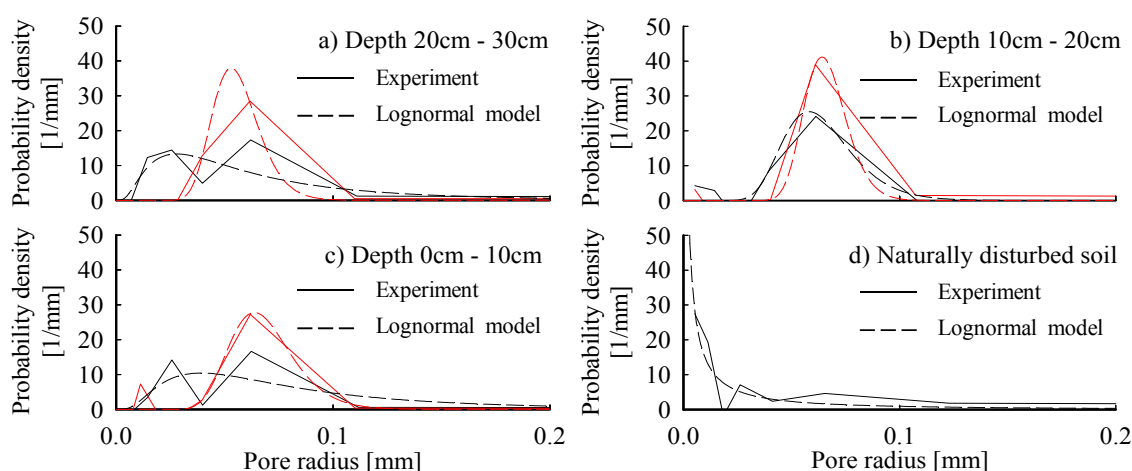 50
40
30
20
10
0
Probability density
[1/mm]
a) Depth 20cm - 30cm
Experiment
Lognormal model
50
40
30
20
10
0
Probability density
[1/mm]
b) Depth 10cm - 20cm
Experiment
Lognormal model
50
40
30
20
10
0
Probability density
[1/mm]
c) Depth 0cm - 10cm
Experiment
Lognormal model
0.0 0.1 0.2
Pore radius [mm]
50
40
30
20
10
0
Probability density
[1/mm]
d) Naturally disturbed soil
Experiment
Lognormal model
0.0 0.1 0.2
Pore radius [mm]